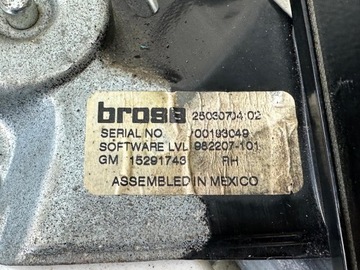 brose 25030704 02
SERIAL NO 00193049
SOFTWARE LVL 982207-101
GM 15291743 RH
ASSEMBLED IN MEXICO